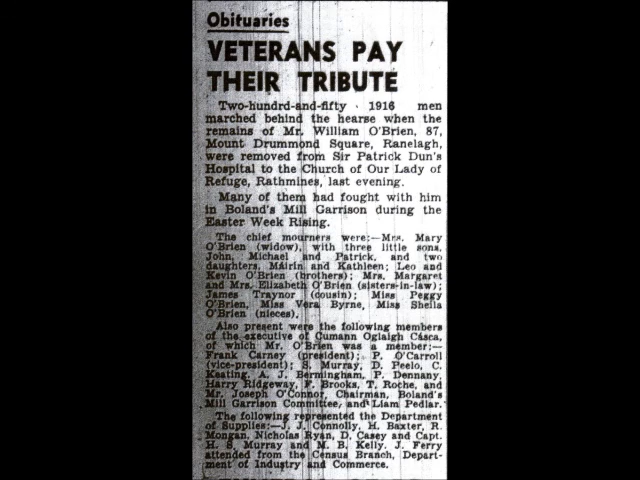 Obituaries
VETERANS PAY
THEIR TRIBUTE
Two-hundrd-and-fifty 1916 men
marched behind the hearse when the
remains of Mr. William O'Brien, 87,
Mount Drummond Square, Ranelagh,
were removed from Sir Patrick Dun's
Hospital to the Church of Our Lady of
Refuge, Rathmines, last evening.
Many of them had fought with him
in Boland's Mill Garrison during the
Easter Week Rising.
The chief mourners were:—Mrs. Mary
O'Brien (widow), with three little sons,
John, Michael and Patrick, and two
daughters, Máirín and Kathleen; Leo and
Kevin O'Brien (brothers); Mrs. Margaret
and Mrs. Elizabeth O'Brien (sisters-in-law);
James Traynor (cousin); Miss Peggy
O'Brien, Miss Vera Byrne, Miss Sheila
O'Brien (nieces).
Also present were the following members
of the executive of Cumann Oglaigh Cásca,
of which Mr. O'Brien was a member:—
Frank Carney (president); P. O'Carroll
(vice-president); S. Murray, D. Peelo, C.
Keating, A. J. Bermingham, P. Dennany,
Harry Ridgeway, F. Brooks, T. Roche, and
Mr. Joseph O'Connor, Chairman, Boland's
Mill Garrison Committee, and Liam Pedlar.
The following represented the Department
of Supplies:—J. J. Connolly, H. Baxter, R.
Mongan, Nicholas Ryan, D. Casey and Capt.
H. S. Murray and M. B. Kelly. J. Ferry
attended from the Census Branch, Depart-
ment of Industry and Commerce.